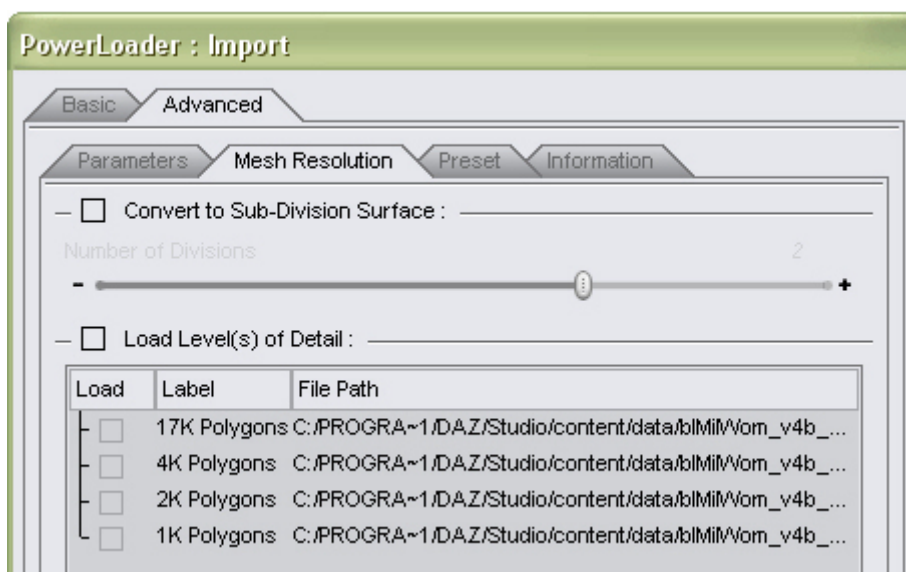 PowerLoader : Import
Basic Advanced
Parameters Mesh Resolution Preset Information
Convert to Sub-Division Surface :
Number of Divisions 2
- +
Load Level(s) of Detail :
Load Label File Path
17K Polygons C:/PROGRA~1/DAZ/Studio/content/data/blMilWom_v4b_...
4K Polygons C:/PROGRA~1/DAZ/Studio/content/data/blMilWom_v4b_...
2K Polygons C:/PROGRA~1/DAZ/Studio/content/data/blMilWom_v4b_...
1K Polygons C:/PROGRA~1/DAZ/Studio/content/data/blMilWom_v4b_...